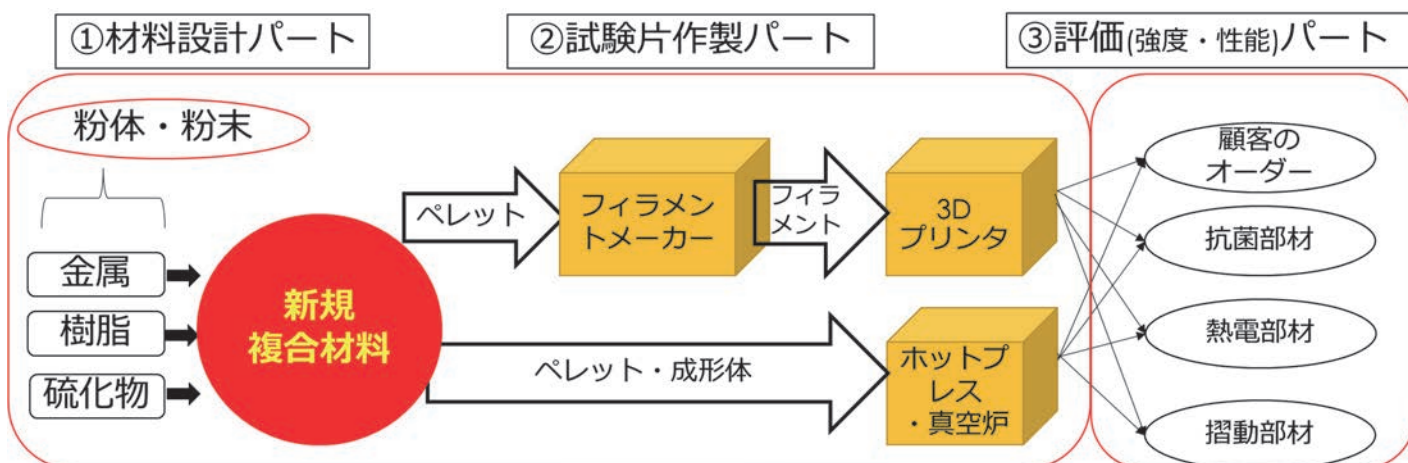 ①材料設計パート
②試験片作製パート
③評価(強度・性能)パート
粉体・粉末
金属
樹脂
硫化物
新規
複合材料
ペレット
フィラメン
トメーカー
フィラ
メント
3D
プリンタ
ペレット・成形体
ホットプ
レス
・真空炉
顧客の
オーダー
抗菌部材
熱電部材
摺動部材